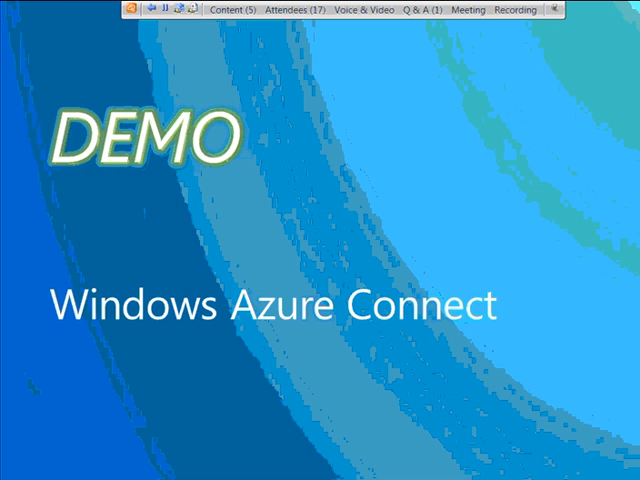 Content (5) Attendees (17) Voice & Video Q & A (1) Meeting Recording
DEMO
Windows Azure Connect